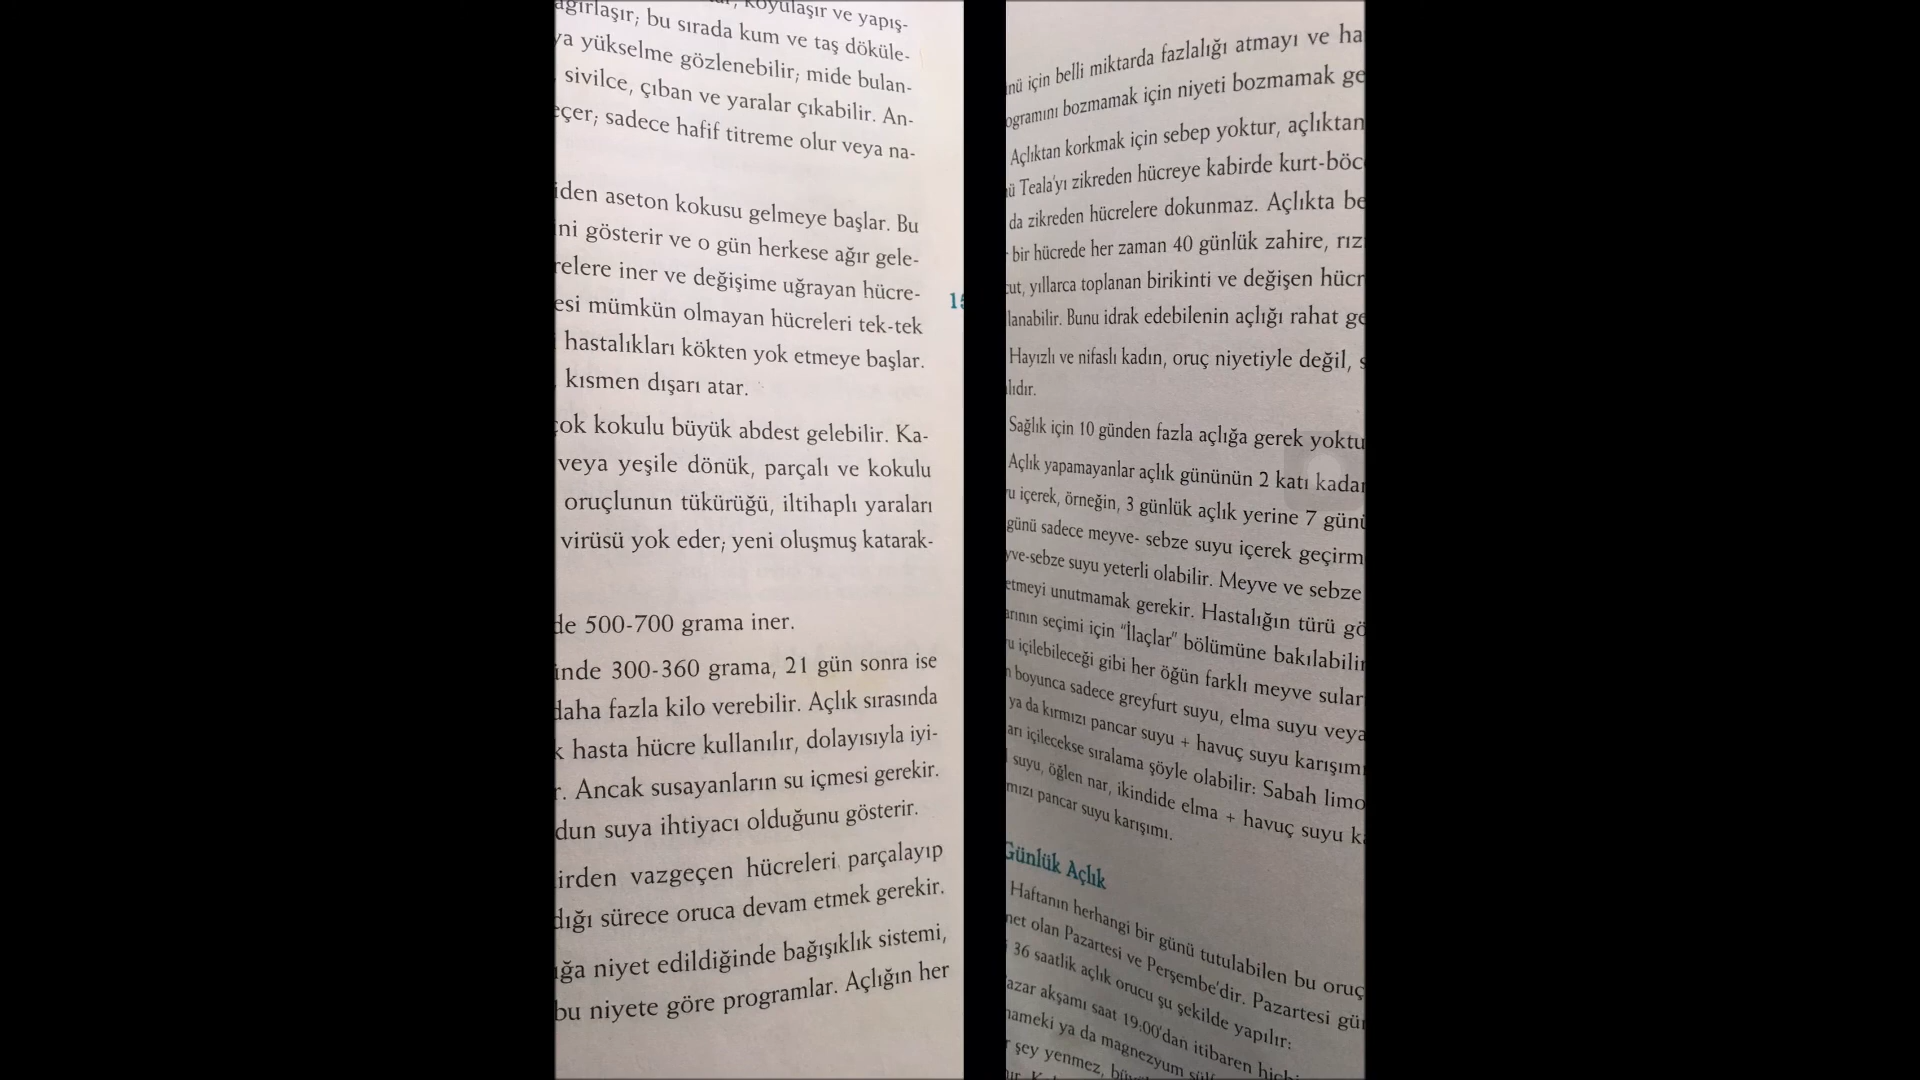 koyulaşır ve yapış-
ağırlaşır; bu sırada kum ve taş döküle-
ya yükselme gözlenebilir; mide bulan-
sivilce, çıban ve yaralar çıkabilir. An-
eçer; sadece hafif titreme olur veya na-
iden aseton kokusu gelmeye başlar. Bu
ni gösterir ve o gün herkese ağır gele-
relere iner ve değişime uğrayan hücre-
esi mümkün olmayan hücreleri tek-tek
hastalıkları kökten yok etmeye başlar.
kısmen dışarı atar.
çok kokulu büyük abdest gelebilir. Ka-
veya yeşile dönük, parçalı ve kokulu
oruçlunun tükürüğü, iltihaplı yaraları
virüsü yok eder; yeni oluşmuş katarak-
de 500-700 grama iner.
ünde 300-360 grama, 21 gün sonra ise
daha fazla kilo verebilir. Açlık sırasında
k hasta hücre kullanılır, dolayısıyla iyi-
r. Ancak susayanların su içmesi gerekir.
dun suya ihtiyacı olduğunu gösterir.
irden vazgeçen hücreleri parçalayıp
dığı sürece oruca devam etmek gerekir.
ığa niyet edildiğinde bağışıklık sistemi,
bu niyete göre programlar. Açlığın her
nü için belli miktarda fazlalığı atmayı ve ha
ogramını bozmamak için niyeti bozmamak ge
Açlıktan korkmak için sebep yoktur, açlıktan
ü Teala'yı zikreden hücreye kabirde kurt-böc
da zikreden hücrelere dokunmaz. Açlıkta be
bir hücrede her zaman 40 günlük zahire, rız
cut, yıllarca toplanan birikinti ve değişen hücr
lanabilir. Bunu idrak edebilenin açlığı rahat ge
Hayızlı ve nifaslı kadın, oruç niyetiyle değil, s
lıdır.
Sağlık için 10 günden fazla açlığa gerek yoktu
Açlık yapamayanlar açlık gününün 2 katı kadar
u içerek, örneğin, 3 günlük açlık yerine 7 günü
günü sadece meyve- sebze suyu içerek geçirm
yve-sebze suyu yeterli olabilir. Meyve ve sebze
etmeyi unutmamak gerekir. Hastalığın türü gö
arının seçimi için "İlaçlar" bölümüne bakılabilir
u içilebileceği gibi her öğün farklı meyve sular
n boyunca sadece greyfurt suyu, elma suyu veya
ya da kırmızı pancar suyu + havuç suyu karışım
arı içilecekse sıralama şöyle olabilir: Sabah limo
suyu, öğlen nar, ikindide elma + havuç suyu k
mızı pancar suyu karışımı.
Günlük Açlık
Haftanın herhangi bir günü tutulabilen bu oruç
net olan Pazartesi ve Perşembe'dir. Pazartesi gü
36 saatlik açlık orucu şu şekilde yapılır:
azar akşamı saat 19:00'dan itibaren hiçbi
nameki ya da magnezyum sülf
şey yenmez,